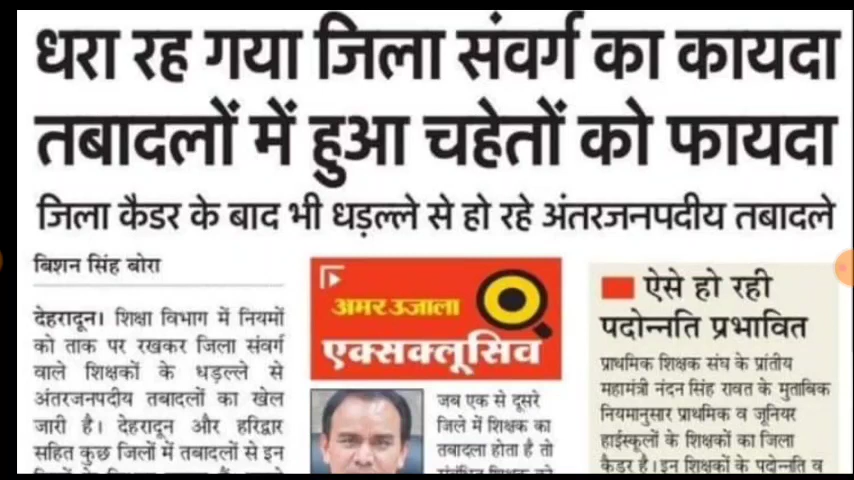 धरा रह गया जिला संवर्ग का कायदा
तबादलों में हुआ चहेतों को फायदा
जिला कैडर के बाद भी धड़ल्ले से हो रहे अंतरजनपदीय तबादले
बिशन सिंह बोरा
देहरादून। शिक्षा विभाग में नियमों
को ताक पर रखकर जिला संवर्ग
वाले शिक्षकों के धड़ल्ले से
अंतरजनपदीय तबादलों का खेल
जारी है। देहरादून और हरिद्वार
सहित कुछ जिलों में तबादलों से इन
अमर उजाला
एक्सक्लूसिव
जब एक से दूसरे
जिले में शिक्षक का
तबादला होता है तो
ऐसे हो रही
पदोन्नति प्रभावित
प्राथमिक शिक्षक संघ के प्रांतीय
महामंत्री नंदन सिंह रावत के मुताबिक
नियमानुसार प्राथमिक व जूनियर
हाईस्कूलों के शिक्षकों का जिला
कैडर है। इन शिक्षकों के पदोन्नति व